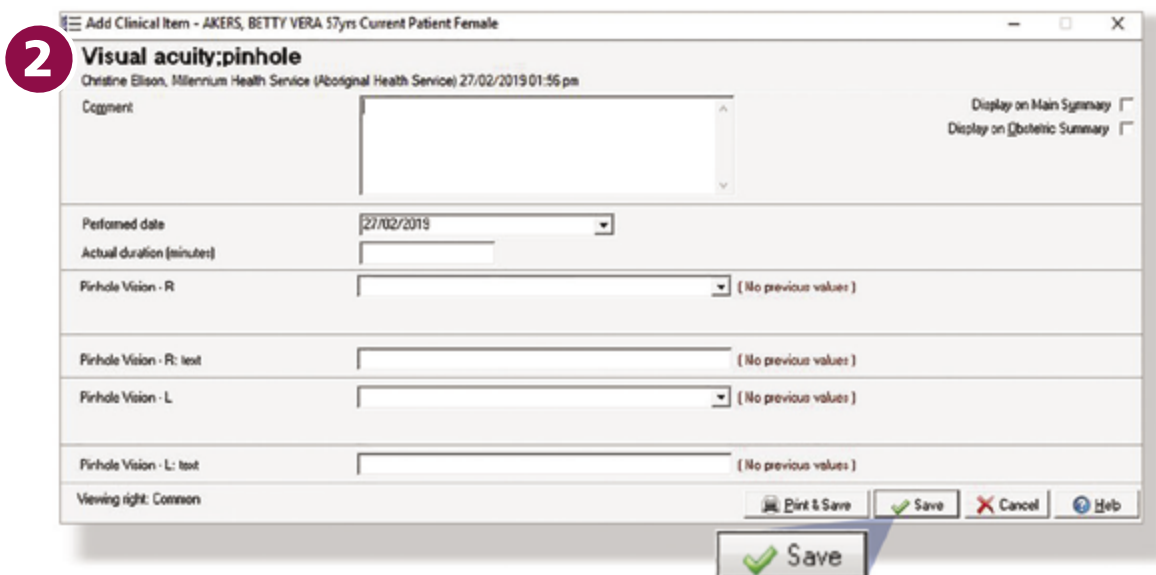 Add Clinical Item - AKERS, BETTY VERA 57yrs Current Patient Female
2
Visual acuity;pinhole
Christine Ellison, Millennium Health Service (Aboriginal Health Service) 27/02/2019 01:56 pm
Comment
Display on Main Summary
Display on Obstetric Summary
Performed date 27/02/2019
Actual duration (minutes)
Pinhole Vision - R ( No previous values )
Pinhole Vision - R: text ( No previous values )
Pinhole Vision - L ( No previous values )
Pinhole Vision - L: text ( No previous values )
Viewing right: Common
Print & Save Save Cancel Help
Save